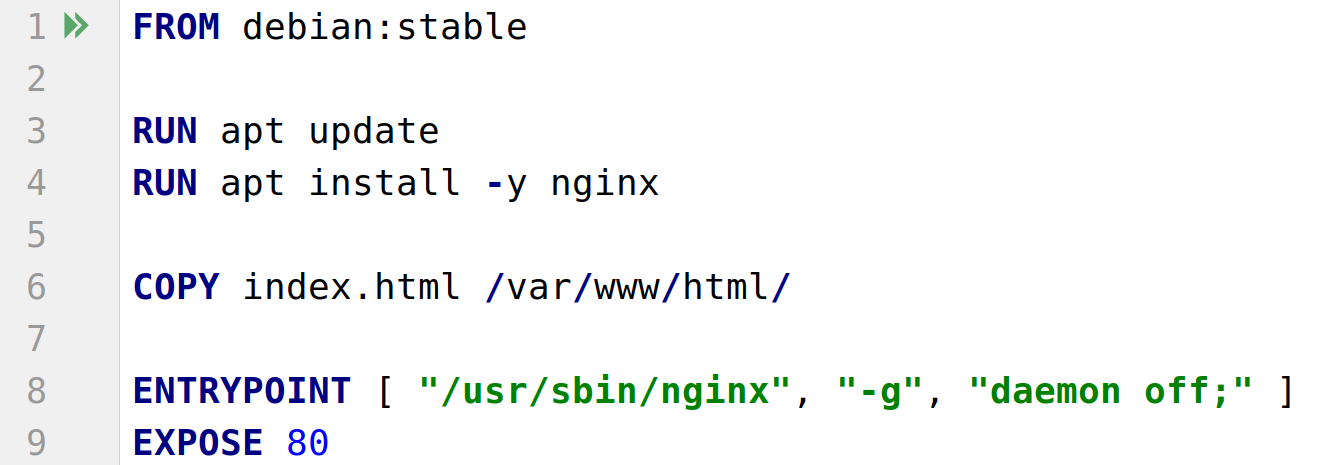 1 FROM debian:stable
2
3 RUN apt update
4 RUN apt install -y nginx
5
6 COPY index.html /var/www/html/
7
8 ENTRYPOINT [ "/usr/sbin/nginx", "-g", "daemon off;" ]
9 EXPOSE 80